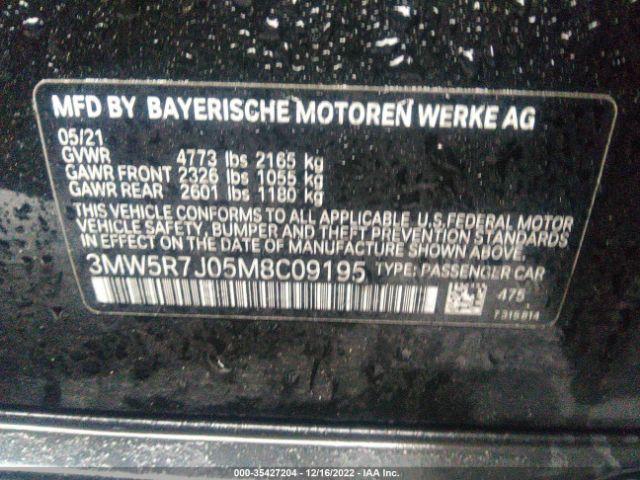 MFD BY BAYERISCHE MOTOREN WERKE AG
05/21
GVWR 4773 lbs 2165 kg
GAWR FRONT 2326 lbs 1055 kg
GAWR REAR 2601 lbs 1180 kg
THIS VEHICLE CONFORMS TO ALL APPLICABLE U.S. FEDERAL MOTOR
VEHICLE SAFETY, BUMPER AND THEFT PREVENTION STANDARDS
IN EFFECT ON THE DATE OF MANUFACTURE SHOWN ABOVE.
3MW5R7J05M8C09195 TYPE: PASSENGER CAR
475
7315814
000-35427204 - 12/16/2022 - IAA Inc.